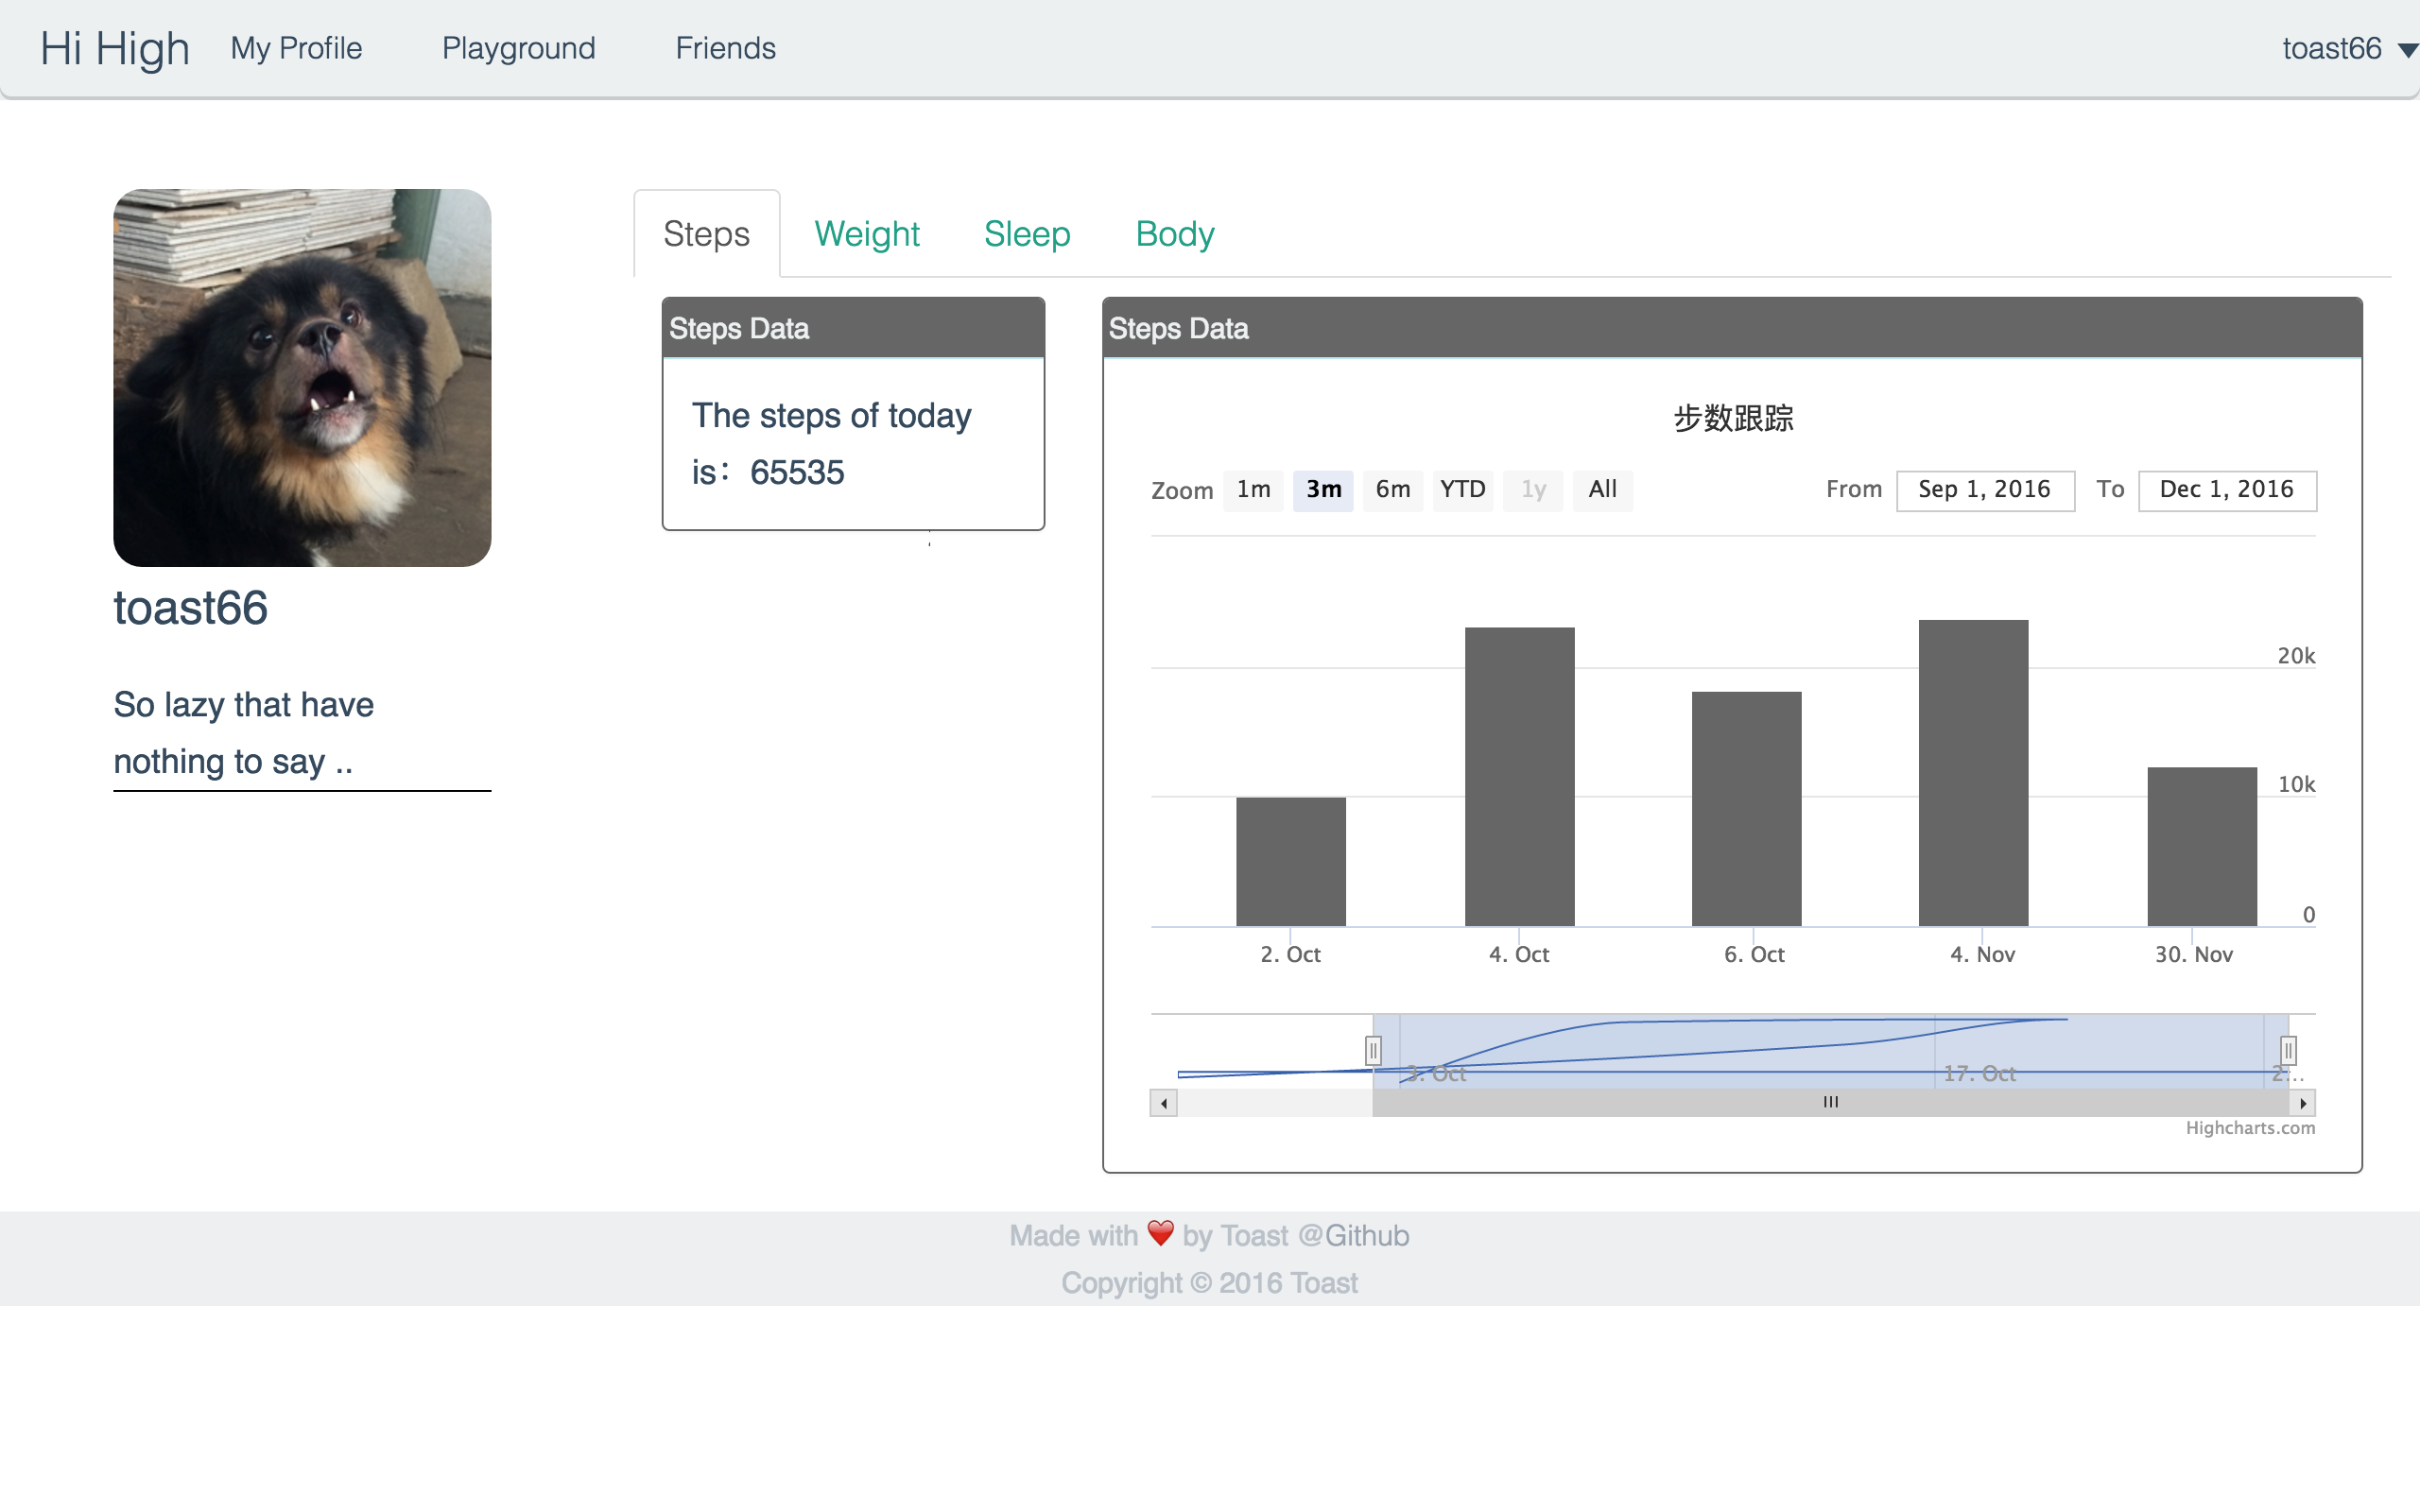 Hi High My Profile Playground Friends toast66
Steps Weight Sleep Body
toast66
So lazy that have
nothing to say ..
Steps Data
The steps of today
is：65535
Steps Data
步数跟踪
Zoom 1m 3m 6m YTD 1y All From Sep 1, 2016 To Dec 1, 2016
20k
10k
0
2. Oct 4. Oct 6. Oct 4. Nov 30. Nov
3. Oct 17. Oct 2…
Highcharts.com
Made with ❤️ by Toast @Github
Copyright © 2016 Toast